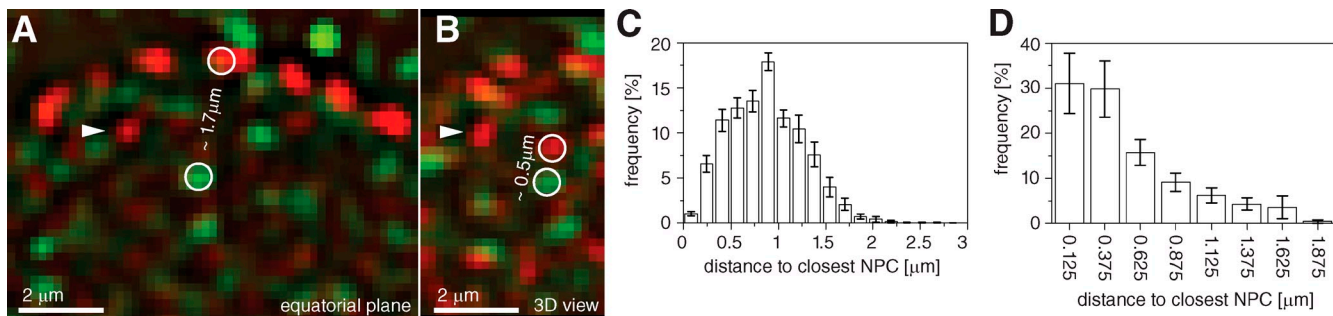 A
~ 1.7μm
2 μm
equatorial plane
B
~ 0.5μm
2 μm
3D view
C
frequency [%]
20
15
10
5
0
0
0.5
1
1.5
2
2.5
3
distance to closest NPC [μm]
D
frequency [%]
40
30
20
10
0
0.125
0.375
0.625
0.875
1.125
1.375
1.625
1.875
distance to closest NPC [μm]